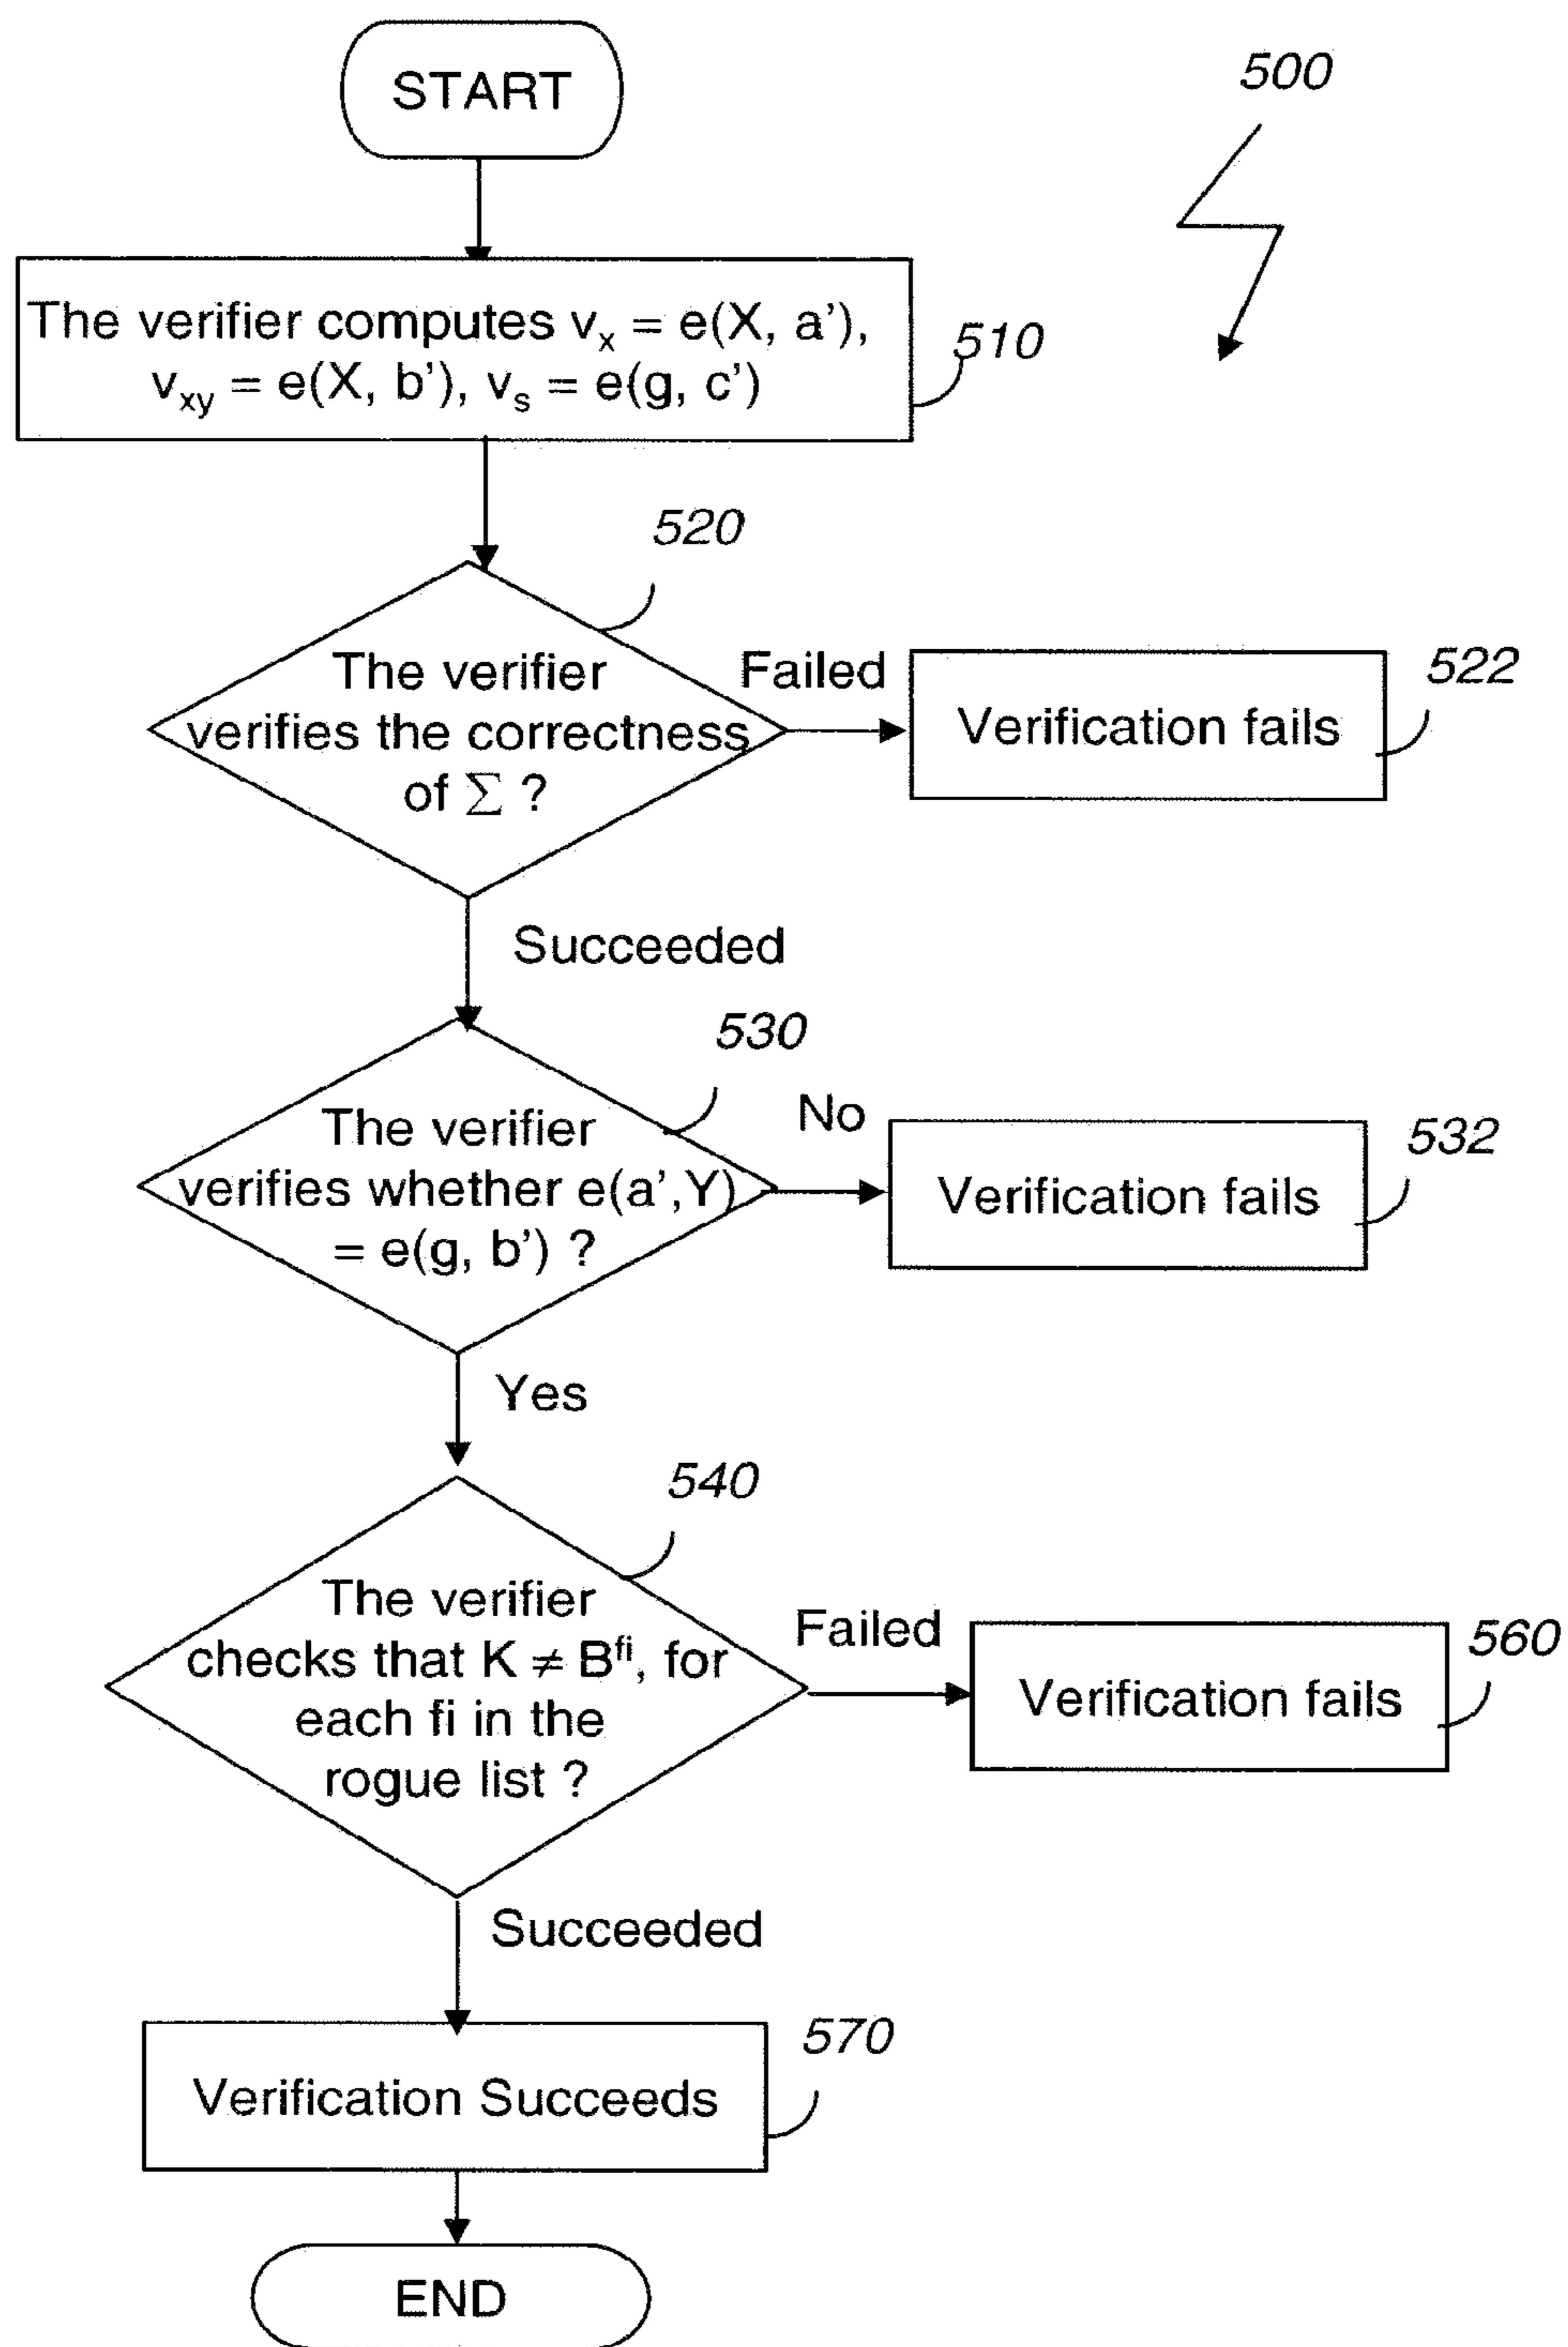 START
500
The verifier computes vₓ = e(X, a’),
v_xy = e(X, b’), vₛ = e(g, c’)
510
520
The verifier
verifies the correctness
of Σ ?
Failed
Verification fails
522
Succeeded
530
The verifier
verifies whether e(a’,Y)
= e(g, b’) ?
No
Verification fails
532
Yes
540
The verifier
checks that K ≠ B^fi, for
each fi in the
rogue list ?
Failed
Verification fails
560
Succeeded
Verification Succeeds
570
END